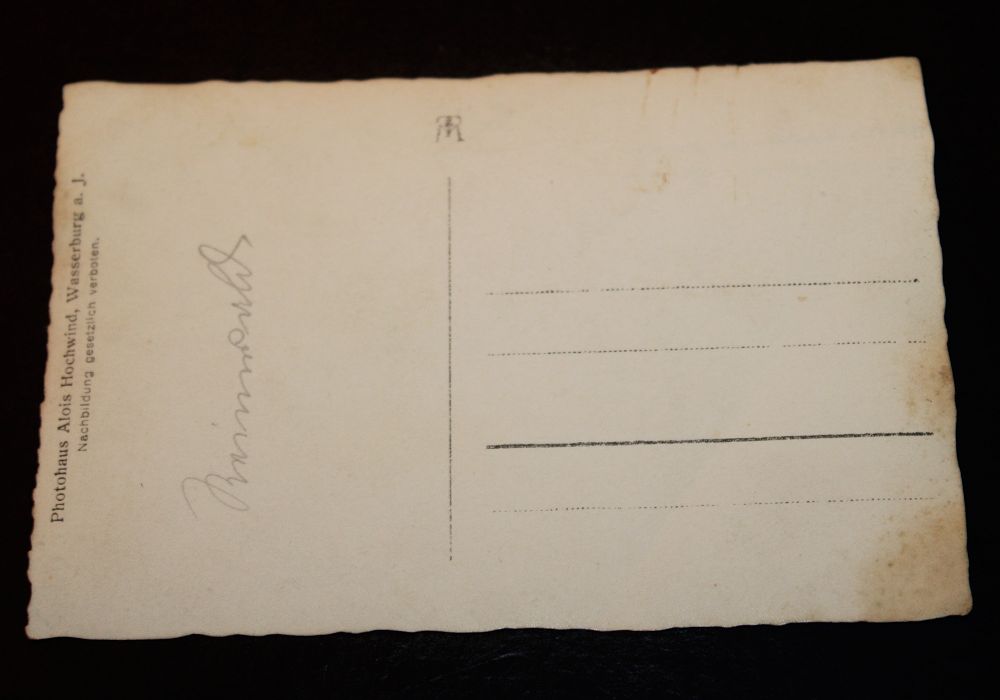 Photohaus Alois Hochwind, Wasserburg a. J.
Nachbildung gesetzlich verboten.